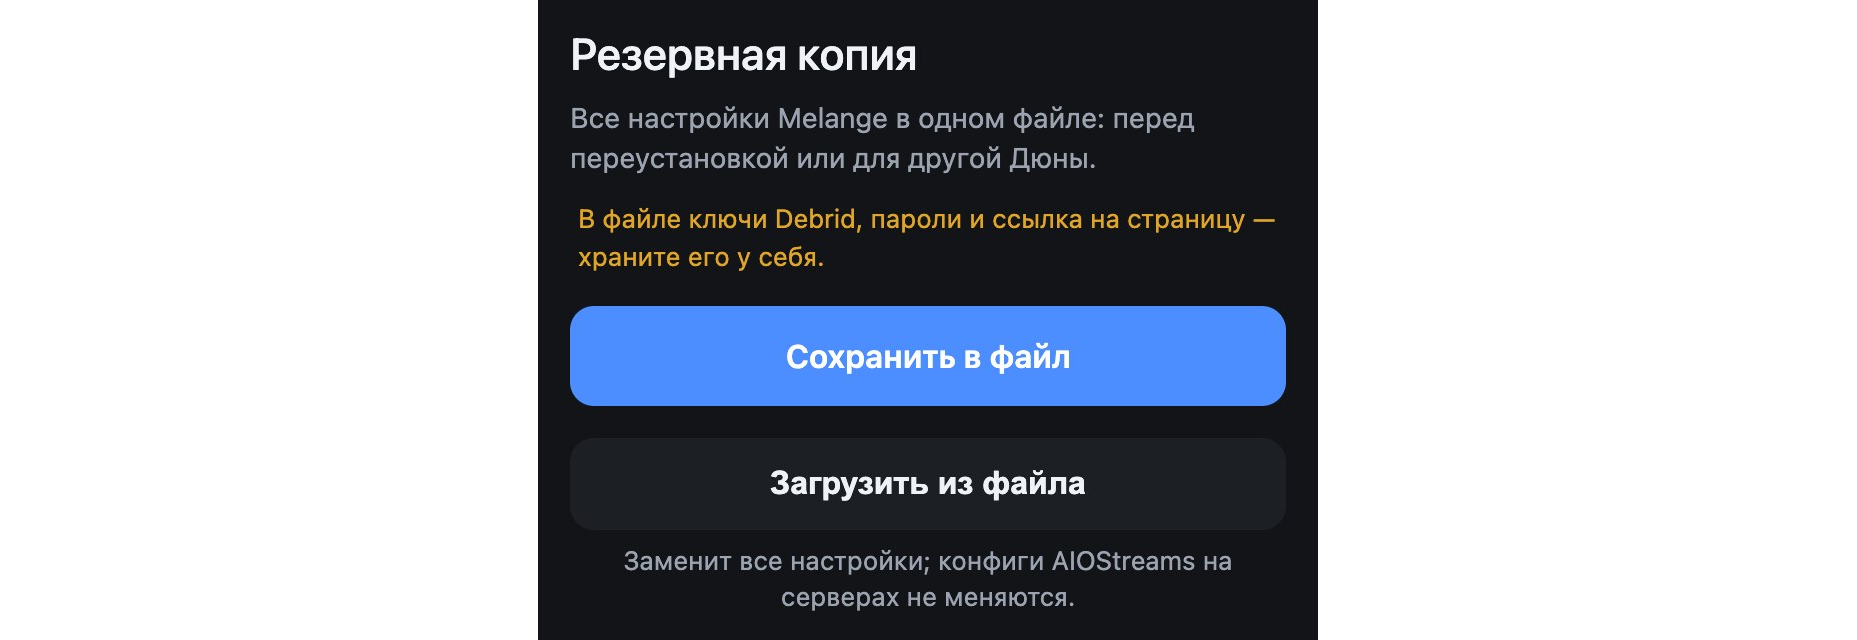 Резервная копия
Все настройки Melange в одном файле: перед
переустановкой или для другой Дюны.
В файле ключи Debrid, пароли и ссылка на страницу —
храните его у себя.
Сохранить в файл
Загрузить из файла
Заменит все настройки; конфиги AIOStreams на
серверах не меняются.